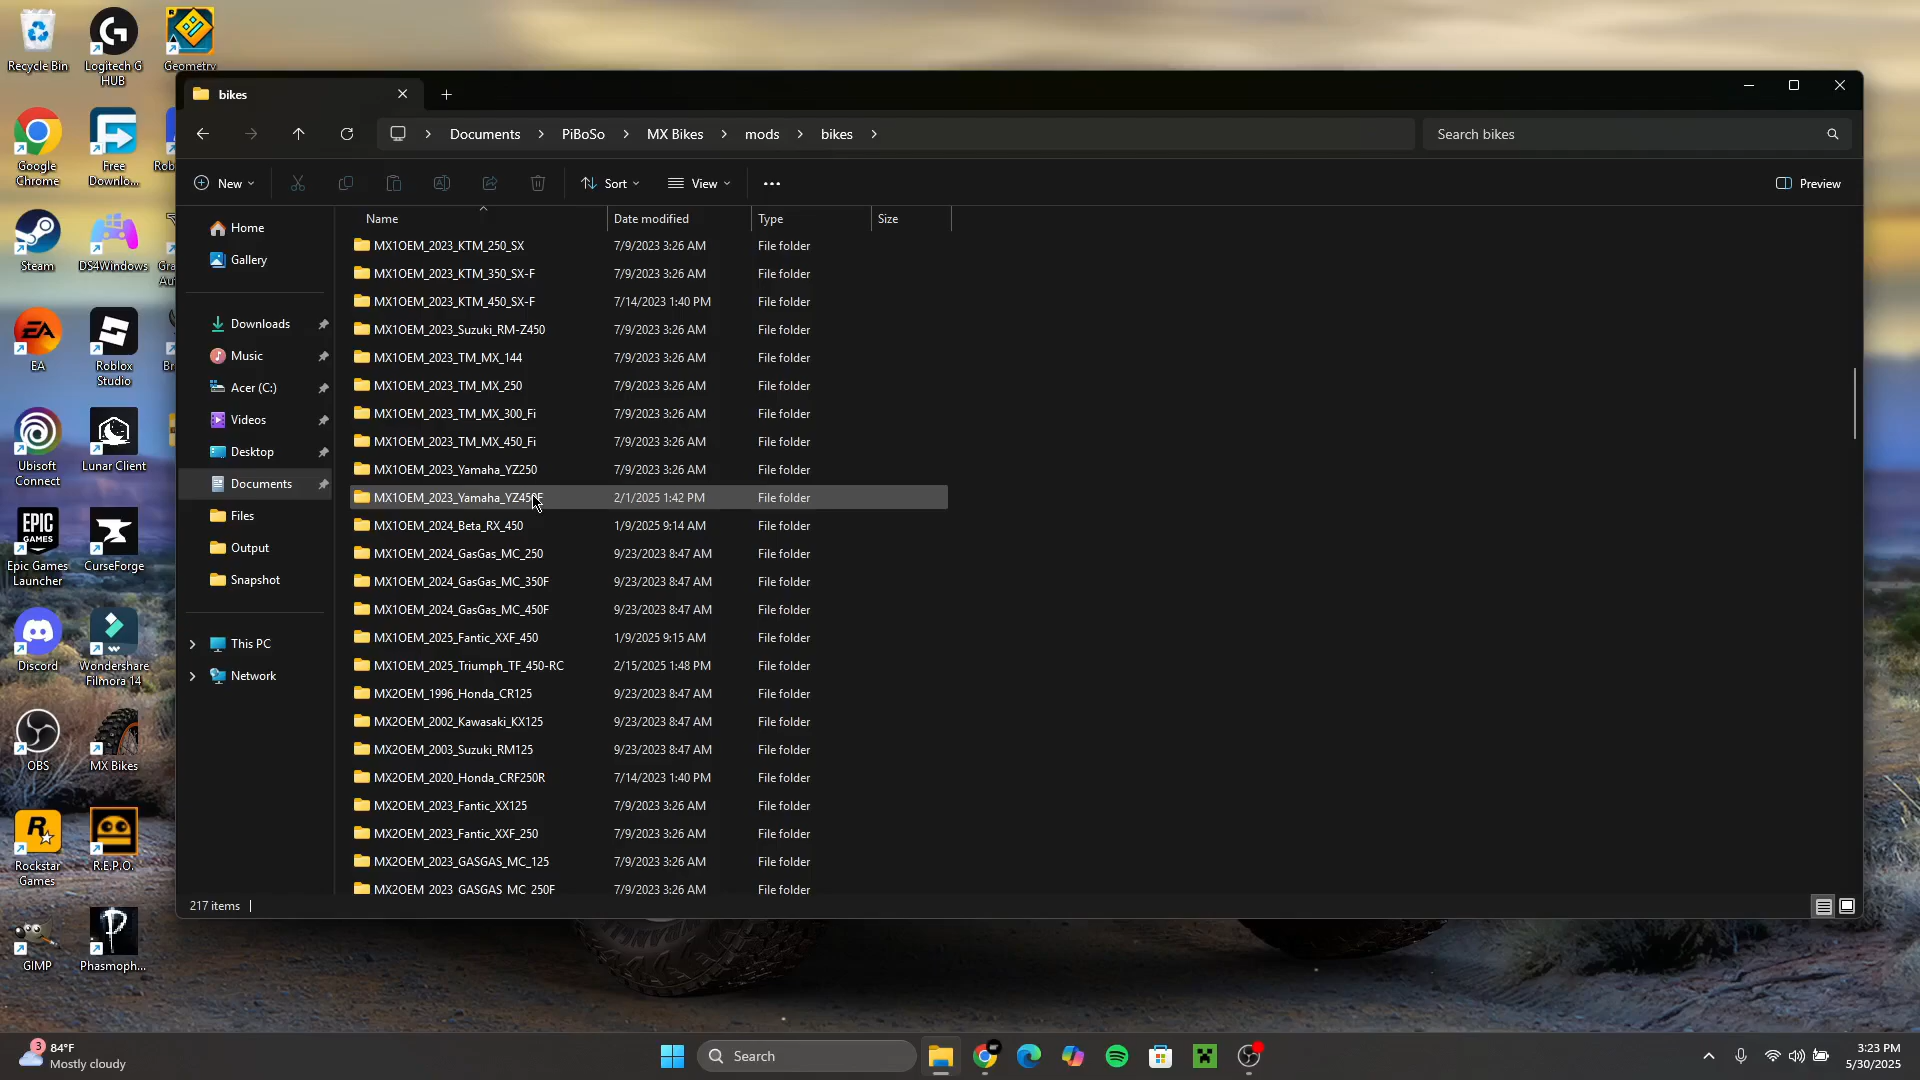 Recycle Bin
Logitech G
HUB
Geometry
bikes
Documents
PiBoSo
MX Bikes
mods
bikes
Search bikes
New
Sort
View
Preview
Name
Date modified
Type
Size
Home
Gallery
Downloads
Music
Acer (C:)
Videos
Desktop
Documents
Files
Output
Snapshot
This PC
Network
MX1OEM_2023_KTM_250_SX 7/9/2023 3:26 AM File folder
MX1OEM_2023_KTM_350_SX-F 7/9/2023 3:26 AM File folder
MX1OEM_2023_KTM_450_SX-F 7/14/2023 1:40 PM File folder
MX1OEM_2023_Suzuki_RM-Z450 7/9/2023 3:26 AM File folder
MX1OEM_2023_TM_MX_144 7/9/2023 3:26 AM File folder
MX1OEM_2023_TM_MX_250 7/9/2023 3:26 AM File folder
MX1OEM_2023_TM_MX_300_Fi 7/9/2023 3:26 AM File folder
MX1OEM_2023_TM_MX_450_Fi 7/9/2023 3:26 AM File folder
MX1OEM_2023_Yamaha_YZ250 7/9/2023 3:26 AM File folder
MX1OEM_2023_Yamaha_YZ450F 2/1/2025 1:42 PM File folder
MX1OEM_2024_Beta_RX_450 1/9/2025 9:14 AM File folder
MX1OEM_2024_GasGas_MC_250 9/23/2023 8:47 AM File folder
MX1OEM_2024_GasGas_MC_350F 9/23/2023 8:47 AM File folder
MX1OEM_2024_GasGas_MC_450F 9/23/2023 8:47 AM File folder
MX1OEM_2025_Fantic_XXF_450 1/9/2025 9:15 AM File folder
MX1OEM_2025_Triumph_TF_450-RC 2/15/2025 1:48 PM File folder
MX2OEM_1996_Honda_CR125 9/23/2023 8:47 AM File folder
MX2OEM_2002_Kawasaki_KX125 9/23/2023 8:47 AM File folder
MX2OEM_2003_Suzuki_RM125 9/23/2023 8:47 AM File folder
MX2OEM_2020_Honda_CRF250R 7/14/2023 1:40 PM File folder
MX2OEM_2023_Fantic_XX125 7/9/2023 3:26 AM File folder
MX2OEM_2023_Fantic_XXF_250 7/9/2023 3:26 AM File folder
MX2OEM_2023_GASGAS_MC_125 7/9/2023 3:26 AM File folder
MX2OEM_2023_GASGAS_MC_250F 7/9/2023 3:26 AM File folder
217 items
Google
Chrome
Free
Downlo...
Rob
Steam
DS4Windows
Gra
Au
EA
Roblox
Studio
Br
Ubisoft
Connect
Lunar Client
EPIC
GAMES
Epic Games
Launcher
CurseForge
Discord
Wondershare
Filmora 14
OBS
MX Bikes
Rockstar
Games
R.E.P.O.
GIMP
Phasmoph...
3
84°F
Mostly cloudy
Search
3:23 PM
5/30/2025